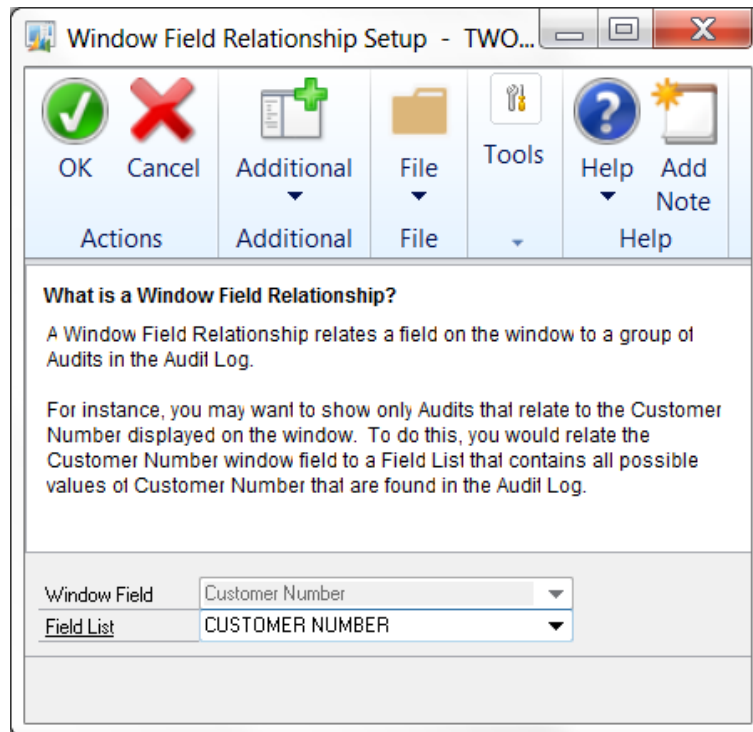 Window Field Relationship Setup - TWO...
OK Cancel Additional File Tools Help Add Note
Actions Additional File Help
What is a Window Field Relationship?
A Window Field Relationship relates a field on the window to a group of
Audits in the Audit Log.
For instance, you may want to show only Audits that relate to the Customer
Number displayed on the window. To do this, you would relate the
Customer Number window field to a Field List that contains all possible
values of Customer Number that are found in the Audit Log.
Window Field Customer Number
Field List CUSTOMER NUMBER